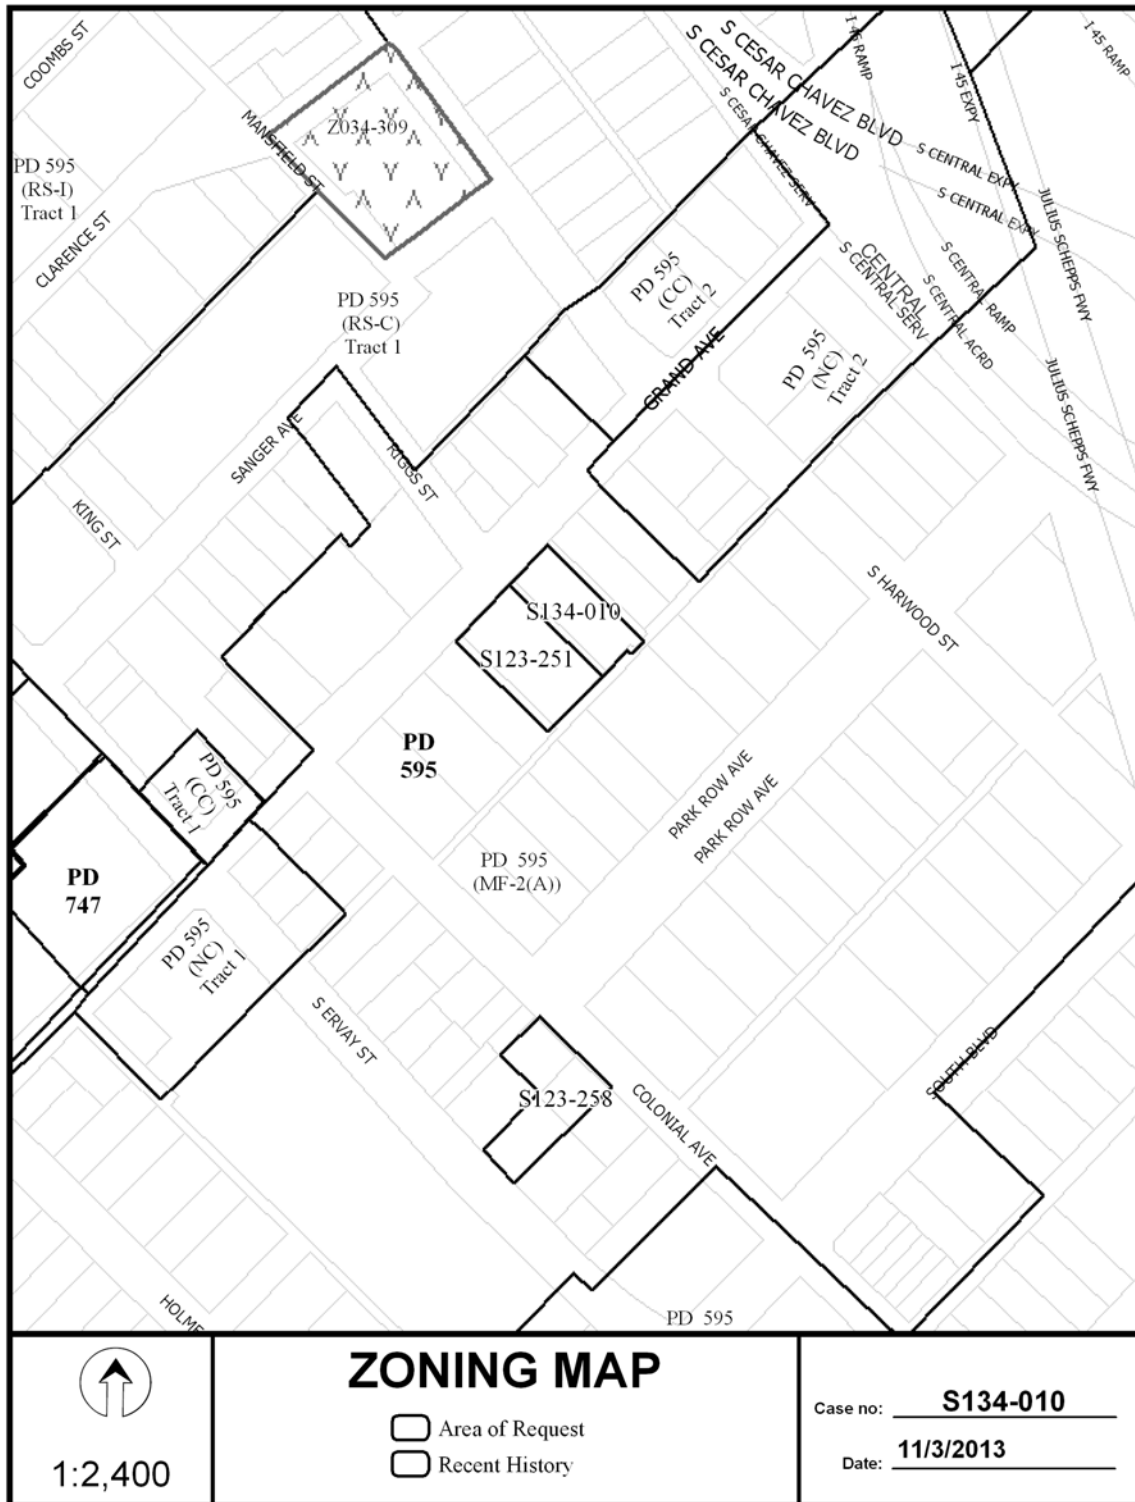 COOMBS ST
I 45 RAMP
I 45 RAMP
S CESAR CHAVEZ BLVD
S CESAR CHAVEZ BLVD
I 45 EXPY
S CESAR CHAVEZ SERV
Z034-309
MANSFIELD ST
S CENTRAL EXPY
S CENTRAL EXPY
PD 595
(RS-I)
Tract 1
CLARENCE ST
JULIUS SCHEPPS FWY
CENTRAL
S CENTRAL SERV
S CENTRAL RAMP
S CENTRAL ACRD
PD 595
(RS-C)
Tract 1
PD 595
(CC)
Tract 2
GRAND AVE
PD 595
(NC)
Tract 2
JULIUS SCHEPPS FWY
SANGER AVE
RIGGS ST
KING ST
S HARWOOD ST
S134-010
S123-251
PD
595
PD 595
(CC)
Tract 1
PARK ROW AVE
PARK ROW AVE
PD 595
(MF-2(A))
PD
747
PD 595
(NC)
Tract 1
S ERVAY ST
SOUTH BLVD
S123-258
COLONIAL AVE
HOLME
PD 595
1:2,400
ZONING MAP
Area of Request
Recent History
Case no: S134-010
Date: 11/3/2013